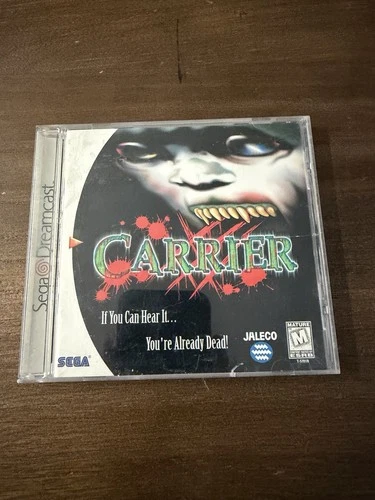 Sega Dreamcast
CARRIER
If You Can Hear It...
You're Already Dead!
SEGA
JALECO
MATURE
M
ESRB